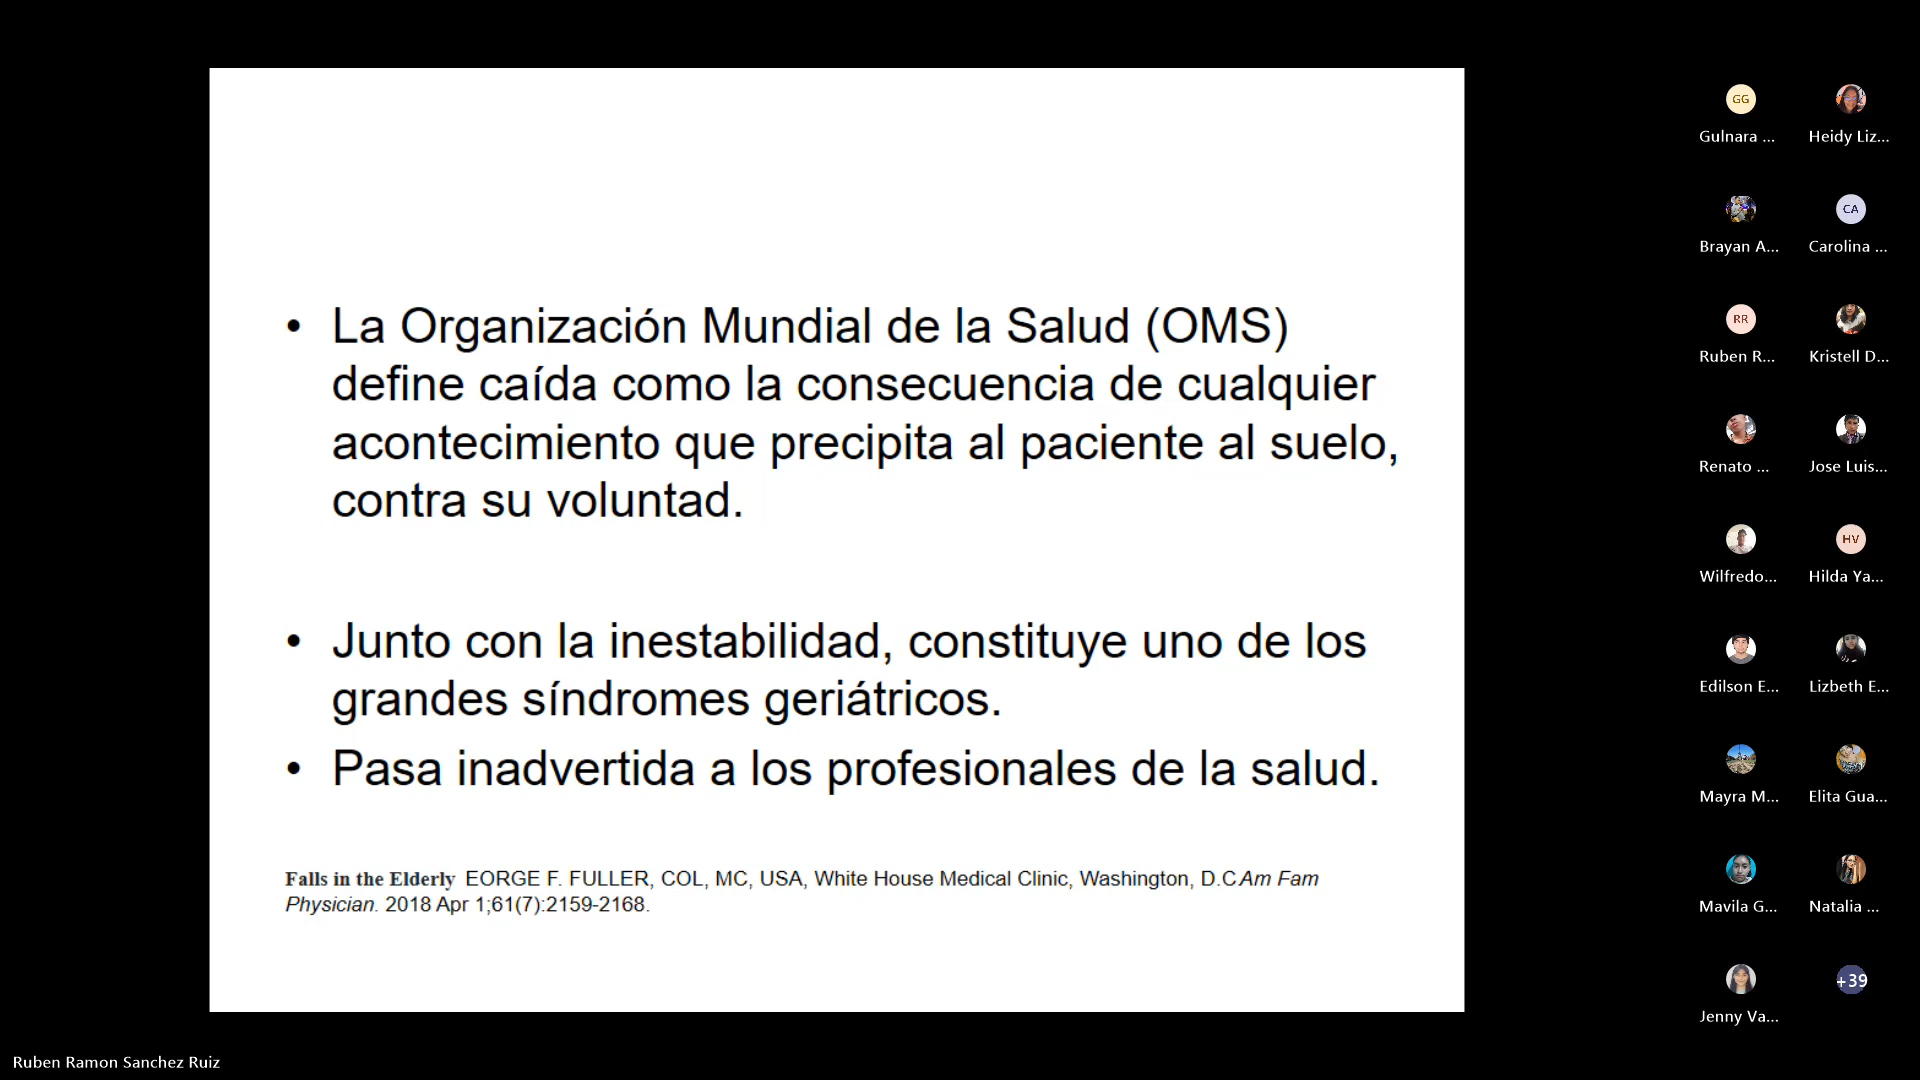 • La Organización Mundial de la Salud (OMS)
define caída como la consecuencia de cualquier
acontecimiento que precipita al paciente al suelo,
contra su voluntad.
• Junto con la inestabilidad, constituye uno de los
grandes síndromes geriátricos.
• Pasa inadvertida a los profesionales de la salud.
Falls in the Elderly EORGE F. FULLER, COL, MC, USA, White House Medical Clinic, Washington, D.C Am Fam
Physician. 2018 Apr 1;61(7):2159-2168.
GG
Gulnara ...
Heidy Liz...
Brayan A...
CA
Carolina ...
RR
Ruben R...
Kristell D...
Renato ...
Jose Luis...
Wilfredo...
HV
Hilda Ya...
Edilson E...
Lizbeth E...
Mayra M...
Elita Gua...
Mavila G...
Natalia ...
Jenny Va...
+39
Ruben Ramon Sanchez Ruiz